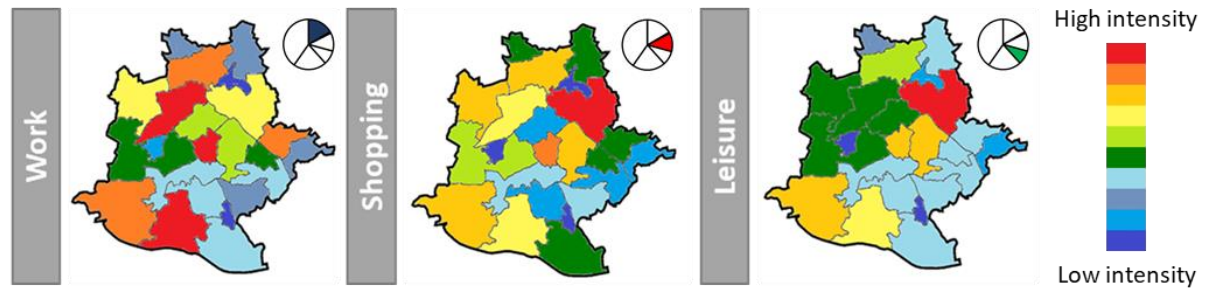 Work
Shopping
Leisure
High intensity
Low intensity